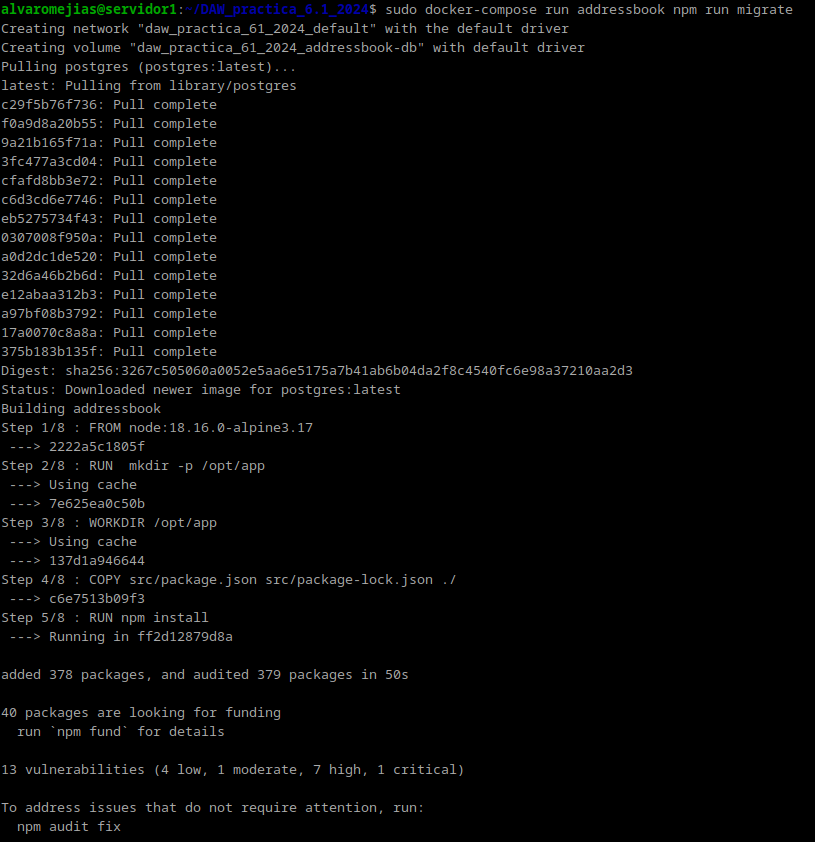 alvaromejias@servidor1:~/DAW_practica_6.1_2024$ sudo docker-compose run addressbook npm run migrate
Creating network "daw_practica_61_2024_default" with the default driver
Creating volume "daw_practica_61_2024_addressbook-db" with default driver
Pulling postgres (postgres:latest)...
latest: Pulling from library/postgres
c29f5b76f736: Pull complete
f0a9d8a20b55: Pull complete
9a21b165f71a: Pull complete
3fc477a3cd04: Pull complete
cfafd8bb3e72: Pull complete
c6d3cd6e7746: Pull complete
eb5275734f43: Pull complete
0307008f950a: Pull complete
a0d2dc1de520: Pull complete
32d6a46b2b6d: Pull complete
e12abaa312b3: Pull complete
a97bf08b3792: Pull complete
17a0070c8a8a: Pull complete
375b183b135f: Pull complete
Digest: sha256:3267c505060a0052e5aa6e5175a7b41ab6b04da2f8c4540fc6e98a37210aa2d3
Status: Downloaded newer image for postgres:latest
Building addressbook
Step 1/8 : FROM node:18.16.0-alpine3.17
 ---> 2222a5c1805f
Step 2/8 : RUN  mkdir -p /opt/app
 ---> Using cache
 ---> 7e625ea0c50b
Step 3/8 : WORKDIR /opt/app
 ---> Using cache
 ---> 137d1a946644
Step 4/8 : COPY src/package.json src/package-lock.json ./
 ---> c6e7513b09f3
Step 5/8 : RUN npm install
 ---> Running in ff2d12879d8a
added 378 packages, and audited 379 packages in 50s
40 packages are looking for funding
  run `npm fund` for details
13 vulnerabilities (4 low, 1 moderate, 7 high, 1 critical)
To address issues that do not require attention, run:
  npm audit fix